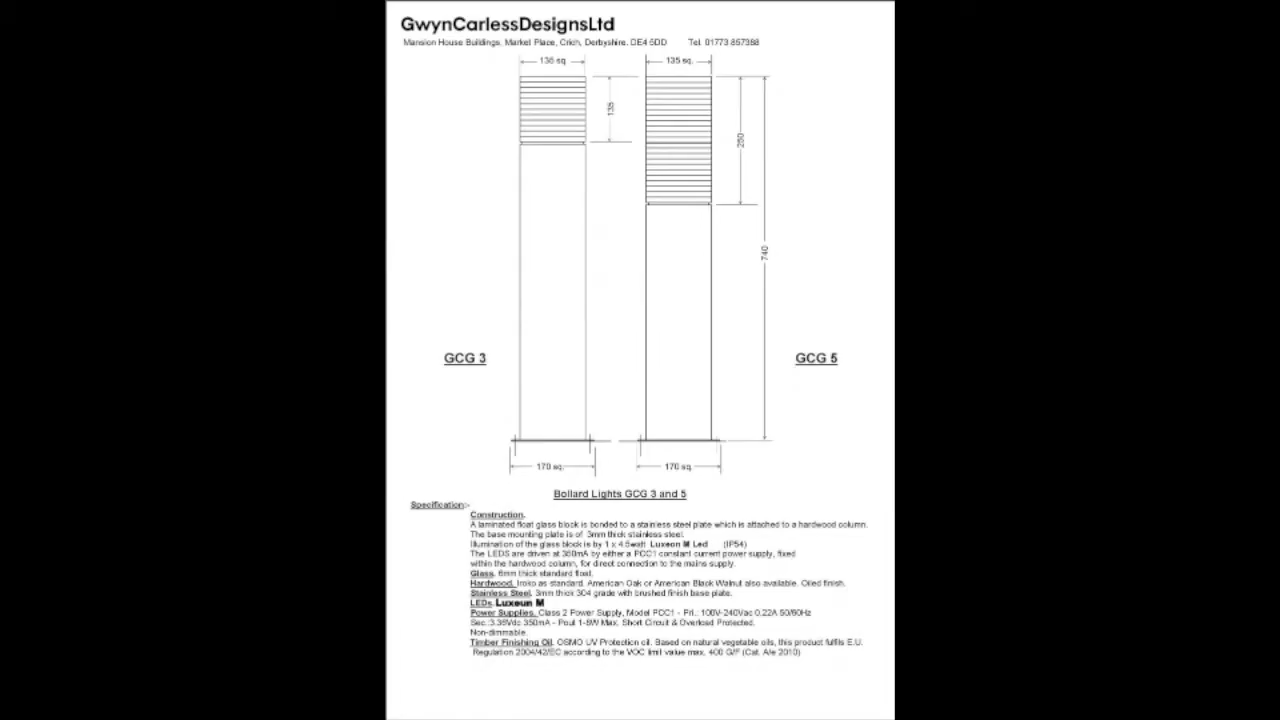 GwynCarlessDesignsLtd
Mansion House Buildings, Market Place, Crich, Derbyshire. DE4 5DD Tel. 01773 857388
135 sq. 135 sq.
135
250
740
GCG 3 GCG 5
170 sq. 170 sq.
Bollard Lights GCG 3 and 5
Specification:-
Construction.
A laminated float glass block is bonded to a stainless steel plate which is attached to a hardwood column.
The base mounting plate is of 3mm thick stainless steel.
Illumination of the glass block is by 1 x 4.5watt Luxeon M Led (IP54)
The LEDS are driven at 350mA by either a PCC1 constant current power supply, fixed
within the hardwood column, for direct connection to the mains supply.
Glass. 6mm thick standard float.
Hardwood. Iroko as standard. American Oak or American Black Walnut also available. Oiled finish.
Stainless Steel. 3mm thick 304 grade with brushed finish base plate.
LEDs. Luxeun M
Power Supplies. Class 2 Power Supply, Model PCC1 - Pri.: 100V-240Vac 0.22A 50/60Hz
Sec.:3.36Vdc 350mA - Pout 1-8W Max, Short Circuit & Overload Protected.
Non-dimmable.
Timber Finishing Oil. OSMO UV Protection oil. Based on natural vegetable oils, this product fulfils E.U.
Regulation 2004/42/EC according to the VOC limit value max. 400 G/F (Cat. A/e 2010)